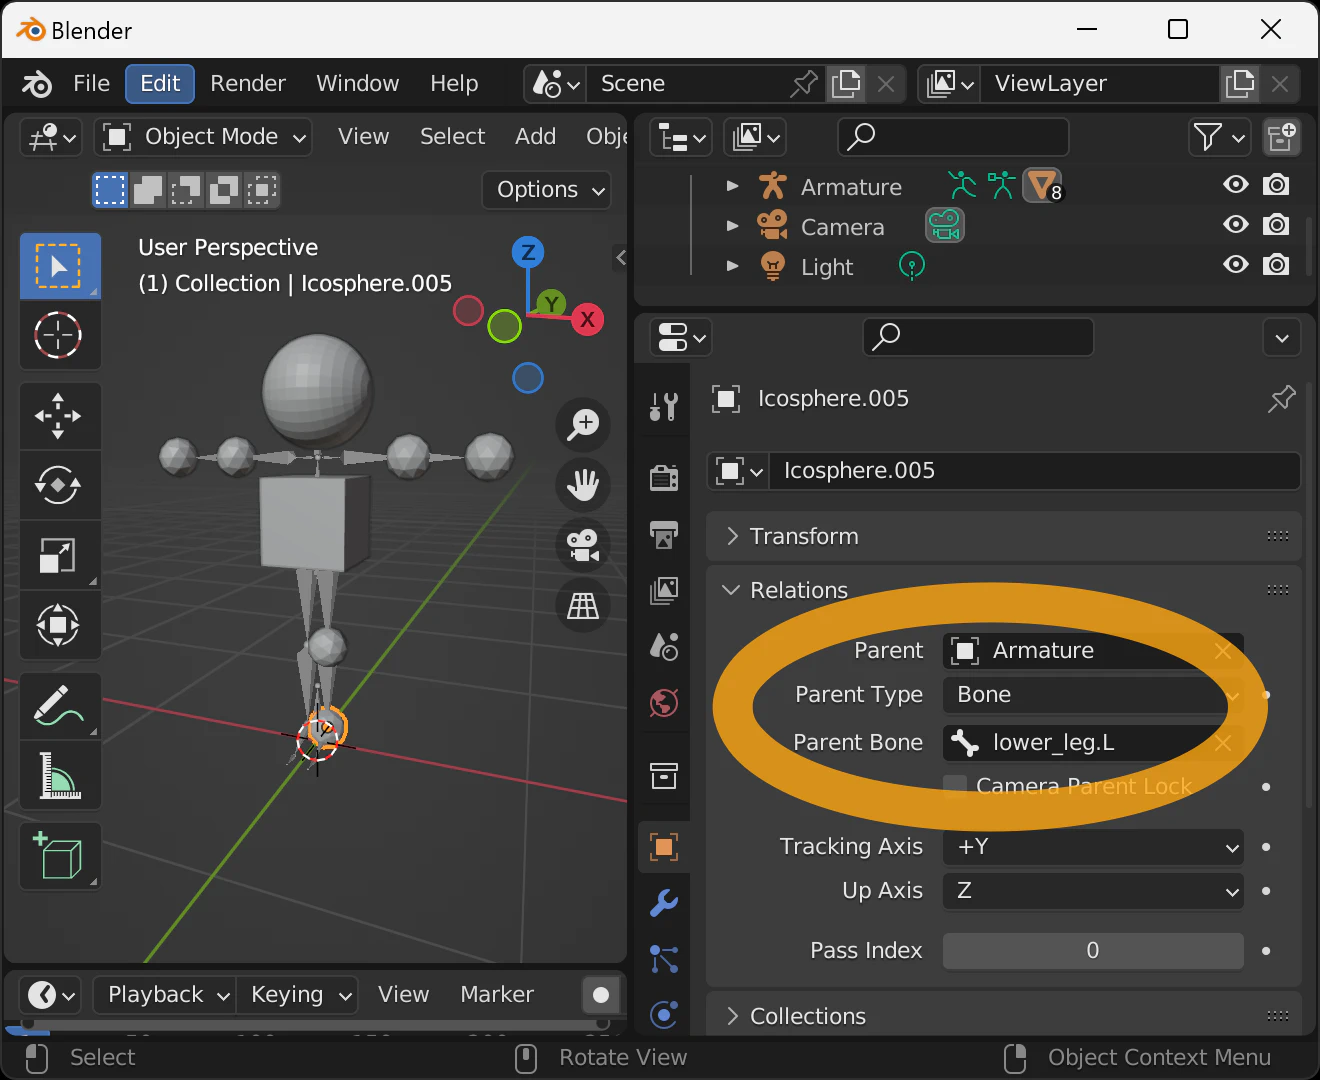 Blender
File Edit Render Window Help Scene ViewLayer
Object Mode View Select Add Obje
Options
User Perspective
(1) Collection | Icosphere.005
Z
Y
X
Armature 8
Camera
Light
Icosphere.005
Icosphere.005
Transform
Relations
Parent Armature
Parent Type Bone
Parent Bone lower_leg.L
Camera Parent Lock
Tracking Axis +Y
Up Axis Z
Pass Index 0
Collections
Playback Keying View Marker
Select Rotate View Object Context Menu